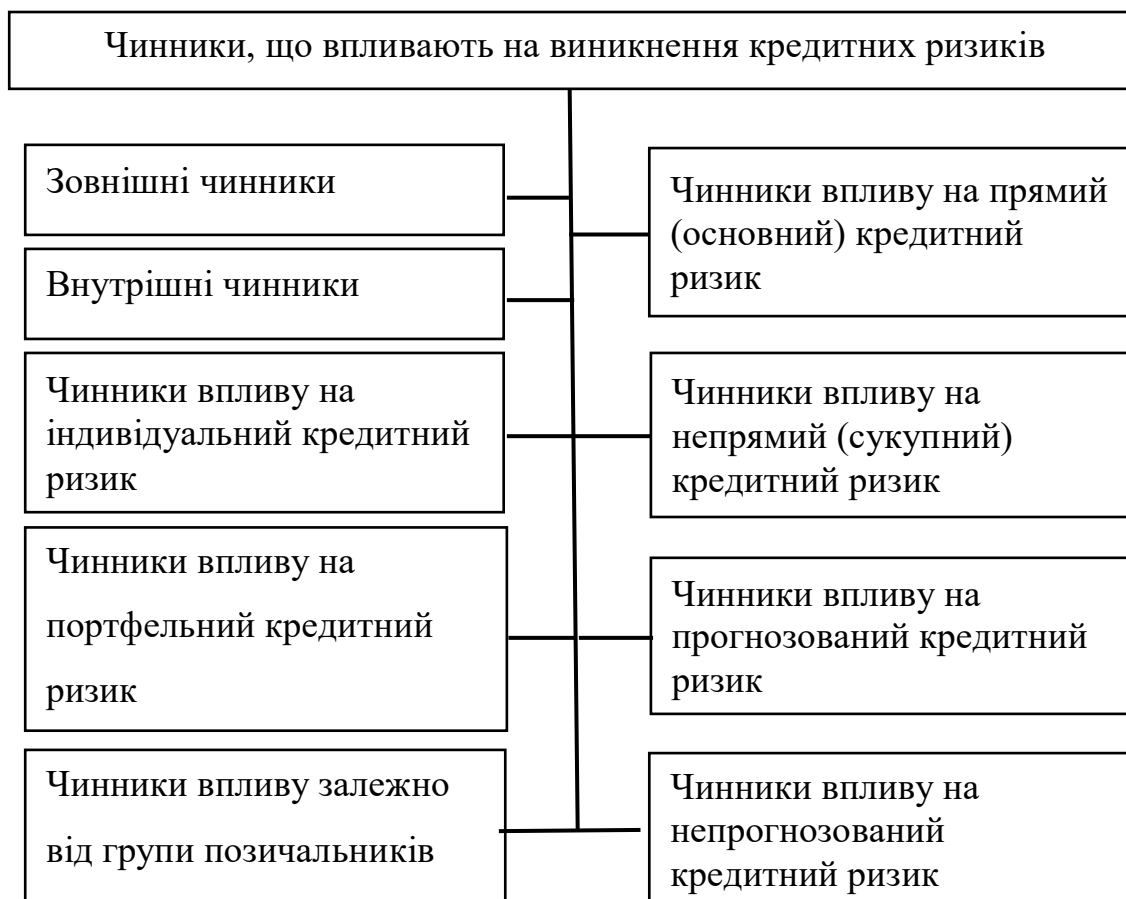 Чинники, що впливають на виникнення кредитних ризиків
Зовнішні чинники
Внутрішні чинники
Чинники впливу на
індивідуальний кредитний
ризик
Чинники впливу на
портфельний кредитний
ризик
Чинники впливу залежно
від групи позичальників
Чинники впливу на прямий
(основний) кредитний
ризик
Чинники впливу на
непрямий (сукупний)
кредитний ризик
Чинники впливу на
прогнозований кредитний
ризик
Чинники впливу на
непрогнозований
кредитний ризик